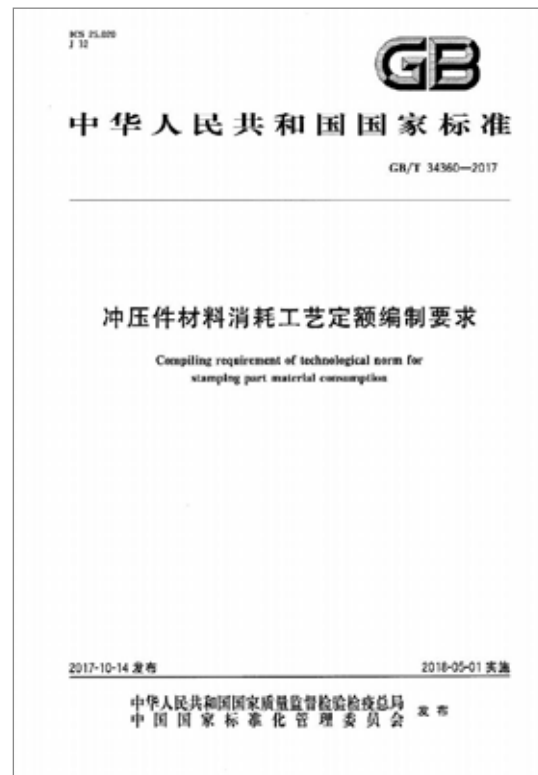 ICS 25.020
J 32
GB
中华人民共和国国家标准
GB/T 34360—2017
冲压件材料消耗工艺定额编制要求
Compiling requirement of technological norm for
stamping part material consumption
2017-10-14 发布
2018-05-01 实施
中华人民共和国国家质量监督检验检疫总局
中国国家标准化管理委员会
发布